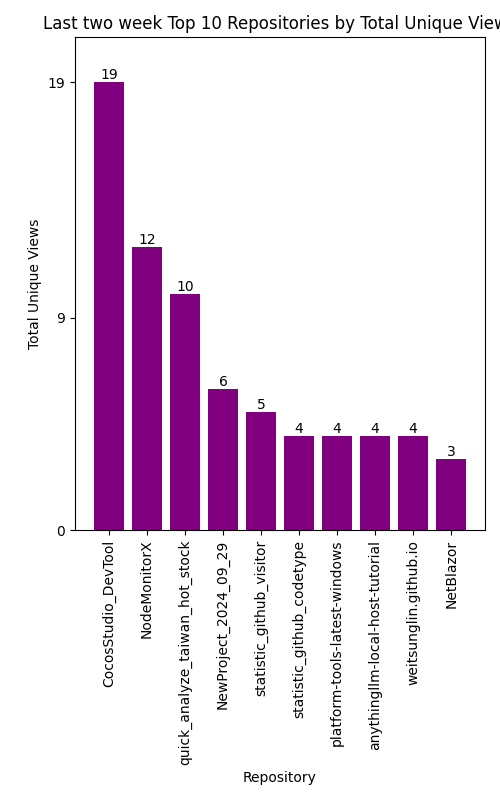 Last two week Top 10 Repositories by Total Unique View
19
12
10
6
5
4
4
4
4
3
19
9
0
Total Unique Views
CocosStudio_DevTool
NodeMonitorX
quick_analyze_taiwan_hot_stock
NewProject_2024_09_29
statistic_github_visitor
statistic_github_codetype
platform-tools-latest-windows
anythingllm-local-host-tutorial
weitsunglin.github.io
NetBlazor
Repository